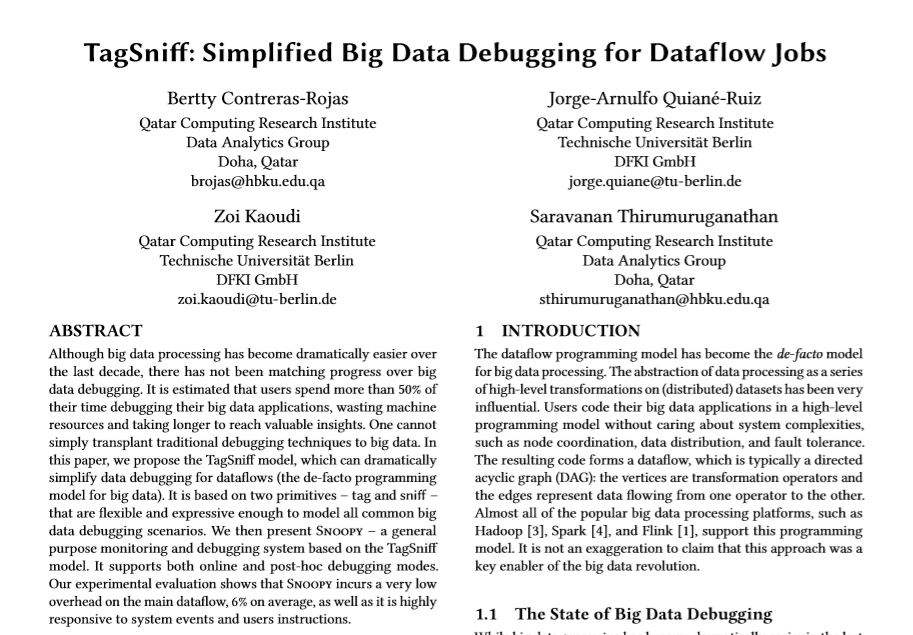 TagSniff: Simplified Big Data Debugging for Dataflow Jobs
Bertty Contreras-Rojas
Qatar Computing Research Institute
Data Analytics Group
Doha, Qatar
brojas@hbku.edu.qa
Jorge-Arnulfo Quiané-Ruiz
Qatar Computing Research Institute
Technische Universität Berlin
DFKI GmbH
jorge.quiane@tu-berlin.de
Zoi Kaoudi
Qatar Computing Research Institute
Technische Universität Berlin
DFKI GmbH
zoi.kaoudi@tu-berlin.de
Saravanan Thirumuruganathan
Qatar Computing Research Institute
Data Analytics Group
Doha, Qatar
sthirumuruganathan@hbku.edu.qa
ABSTRACT
Although big data processing has become dramatically easier over
the last decade, there has not been matching progress over big
data debugging. It is estimated that users spend more than 50% of
their time debugging their big data applications, wasting machine
resources and taking longer to reach valuable insights. One cannot
simply transplant traditional debugging techniques to big data. In
this paper, we propose the TagSniff model, which can dramatically
simplify data debugging for dataflows (the de-facto programming
model for big data). It is based on two primitives – tag and sniff –
that are flexible and expressive enough to model all common big
data debugging scenarios. We then present Snoopy – a general
purpose monitoring and debugging system based on the TagSniff
model. It supports both online and post-hoc debugging modes.
Our experimental evaluation shows that Snoopy incurs a very low
overhead on the main dataflow, 6% on average, as well as it is highly
responsive to system events and users instructions.
1 INTRODUCTION
The dataflow programming model has become the de-facto model
for big data processing. The abstraction of data processing as a series
of high-level transformations on (distributed) datasets has been very
influential. Users code their big data applications in a high-level
programming model without caring about system complexities,
such as node coordination, data distribution, and fault tolerance.
The resulting code forms a dataflow, which is typically a directed
acyclic graph (DAG): the vertices are transformation operators and
the edges represent data flowing from one operator to the other.
Almost all of the popular big data processing platforms, such as
Hadoop [3], Spark [4], and Flink [1], support this programming
model. It is not an exaggeration to claim that this approach was a
key enabler of the big data revolution.
1.1 The State of Big Data Debugging